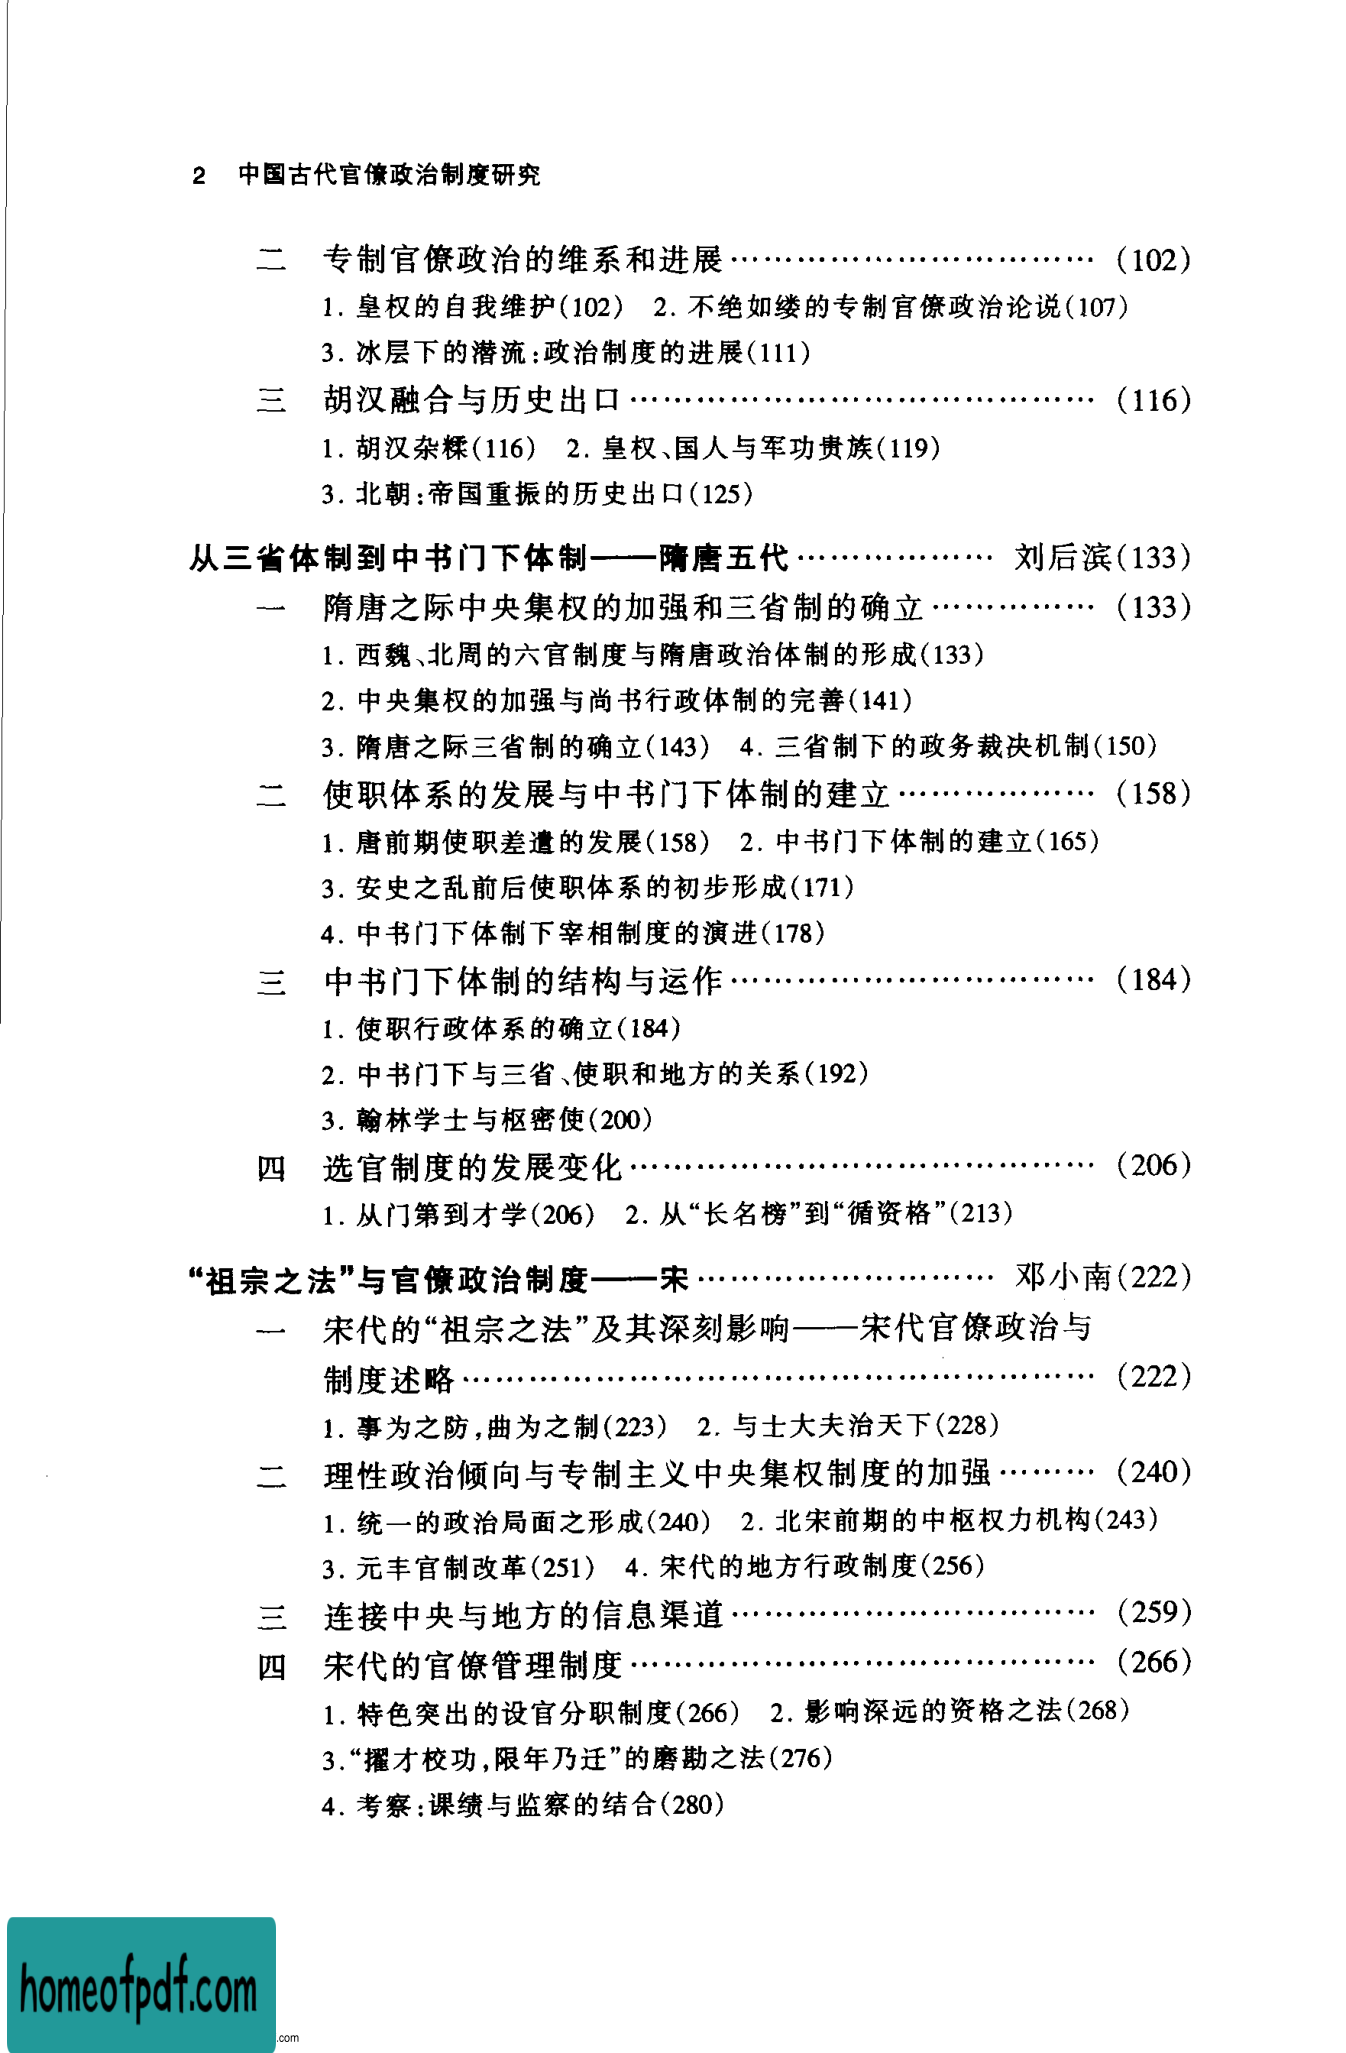 2 中国古代官僚政治制度研究
二 专制官僚政治的维系和进展……………………………(102)
1. 皇权的自我维护(102) 2. 不绝如缕的专制官僚政治论说(107)
3. 冰层下的潜流:政治制度的进展(111)
三 胡汉融合与历史出口……………………………………(116)
1. 胡汉杂糅(116) 2. 皇权、国人与军功贵族(119)
3. 北朝:帝国重振的历史出口(125)
从三省体制到中书门下体制——隋唐五代……………… 刘后滨(133)
一 隋唐之际中央集权的加强和三省制的确立……………(133)
1. 西魏、北周的六官制度与隋唐政治体制的形成(133)
2. 中央集权的加强与尚书行政体制的完善(141)
3. 隋唐之际三省制的确立(143) 4. 三省制下的政务裁决机制(150)
二 使职体系的发展与中书门下体制的建立………………(158)
1. 唐前期使职差遣的发展(158) 2. 中书门下体制的建立(165)
3. 安史之乱前后使职体系的初步形成(171)
4. 中书门下体制下宰相制度的演进(178)
三 中书门下体制的结构与运作……………………………(184)
1. 使职行政体系的确立(184)
2. 中书门下与三省、使职和地方的关系(192)
3. 翰林学士与枢密使(200)
四 选官制度的发展变化……………………………………(206)
1. 从门第到才学(206) 2. 从“长名榜”到“循资格”(213)
“祖宗之法”与官僚政治制度——宋……………………… 邓小南(222)
一 宋代的“祖宗之法”及其深刻影响——宋代官僚政治与
制度述略…………………………………………………(222)
1. 事为之防,曲为之制(223) 2. 与士大夫治天下(228)
二 理性政治倾向与专制主义中央集权制度的加强………(240)
1. 统一的政治局面之形成(240) 2. 北宋前期的中枢权力机构(243)
3. 元丰官制改革(251) 4. 宋代的地方行政制度(256)
三 连接中央与地方的信息渠道……………………………(259)
四 宋代的官僚管理制度……………………………………(266)
1. 特色突出的设官分职制度(266) 2. 影响深远的资格之法(268)
3.“擢才校功,限年乃迁”的磨勘之法(276)
4. 考察:课绩与监察的结合(280)
homeofpdf.com
.com